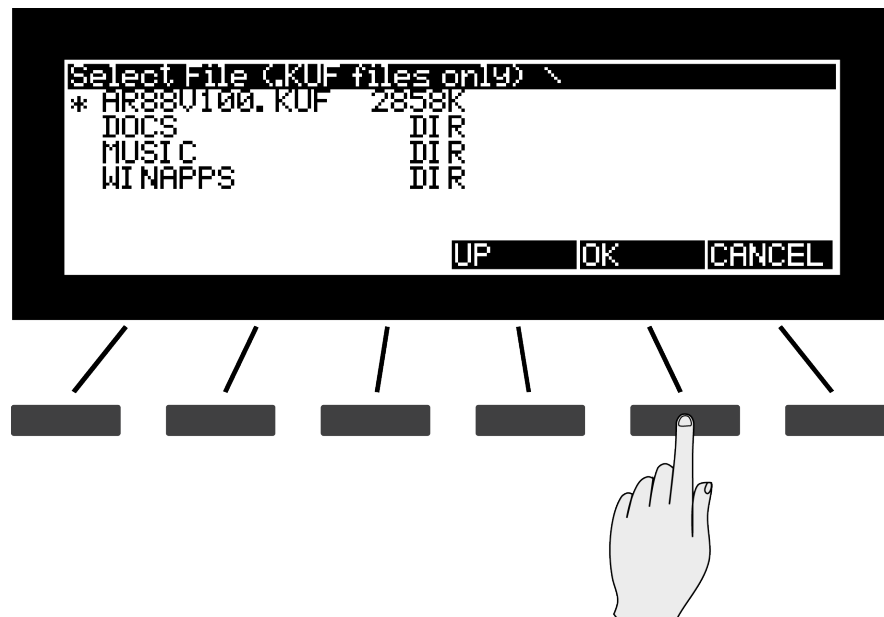 Select File (.KUF files only) \
* AR88V100.KUF 2858K
DOCS DIR
MUSIC DIR
WINAPPS DIR
UP OK CANCEL